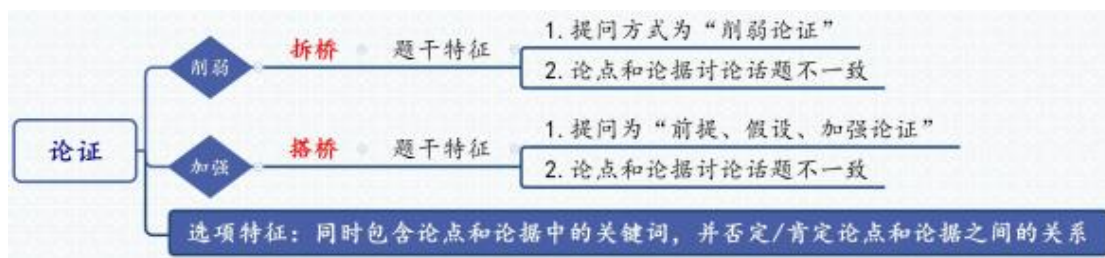 论证
削弱
拆桥
题干特征
1.提问方式为“削弱论证”
2.论点和论据讨论话题不一致
加强
搭桥
题干特征
1.提问为“前提、假设、加强论证”
2.论点和论据讨论话题不一致
选项特征：同时包含论点和论据中的关键词，并否定/肯定论点和论据之间的关系